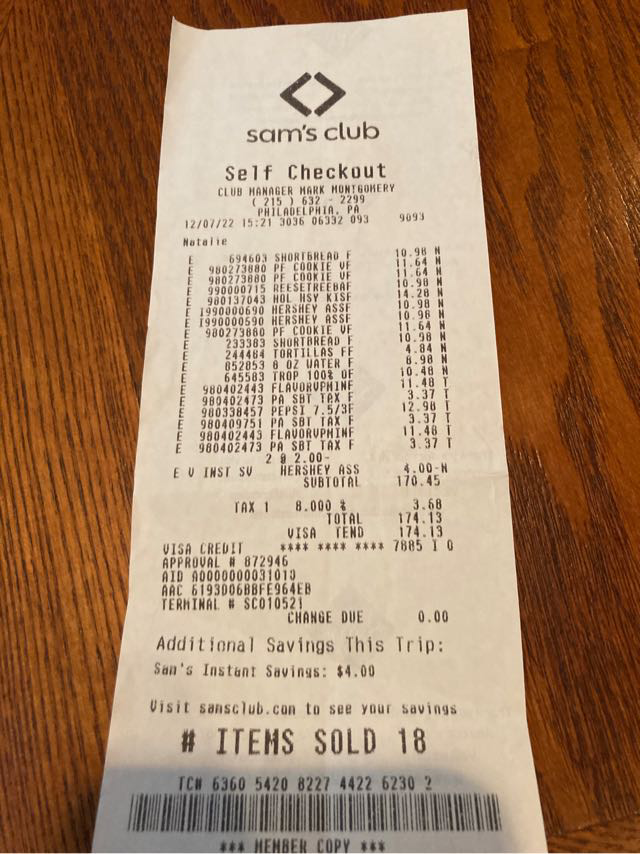 sam's club
Self Checkout
CLUB MANAGER MARK MONTGOMERY
( 215 ) 632 - 2299
PHILADELPHIA, PA
12/07/22 15:21 3036 06332 093 9093
Natalie
E 694603 SHORTBREAD F 10.98 N
E 980273880 PF COOKIE VF 11.64 N
E 980273880 PF COOKIE VF 11.64 N
E 990000715 REESETREEBAF 10.98 N
E 980137043 HOL HSY KISF 14.28 N
E I990000690 HERSHEY ASSF 10.98 N
E I990000590 HERSHEY ASSF 10.98 N
E 980273880 PF COOKIE VF 11.64 N
E 233383 SHORTBREAD F 10.98 N
E 244484 TORTILLAS FF 4.84 N
E 852853 8 OZ WATER F 8.98 N
E 645583 TROP 100% OF 10.48 N
E 980402443 FLAVORVPMINF 11.48 T
E 980402473 PA SBT TAX F 3.37 T
E 980338457 PEPSI 7.5/3F 12.98 T
E 980409751 PA SBT TAX F 3.37 T
E 980402443 FLAVORVPMINF 11.48 T
E 980402473 PA SBT TAX F 3.37 T
2 @ 2.00-
E V INST SV HERSHEY ASS 4.00-N
SUBTOTAL 170.45
TAX 1 8.000 % 3.68
TOTAL 174.13
VISA TEND 174.13
VISA CREDIT **** **** **** 7885 I 0
APPROVAL # 872946
AID A0000000031010
AAC 6193D06BBFE964EB
TERMINAL # SC010521
CHANGE DUE 0.00
Additional Savings This Trip:
Sam's Instant Savings: $4.00
Visit samsclub.com to see your savings
# ITEMS SOLD 18
TC# 6360 5420 8227 4422 6230 2
*** MEMBER COPY ***